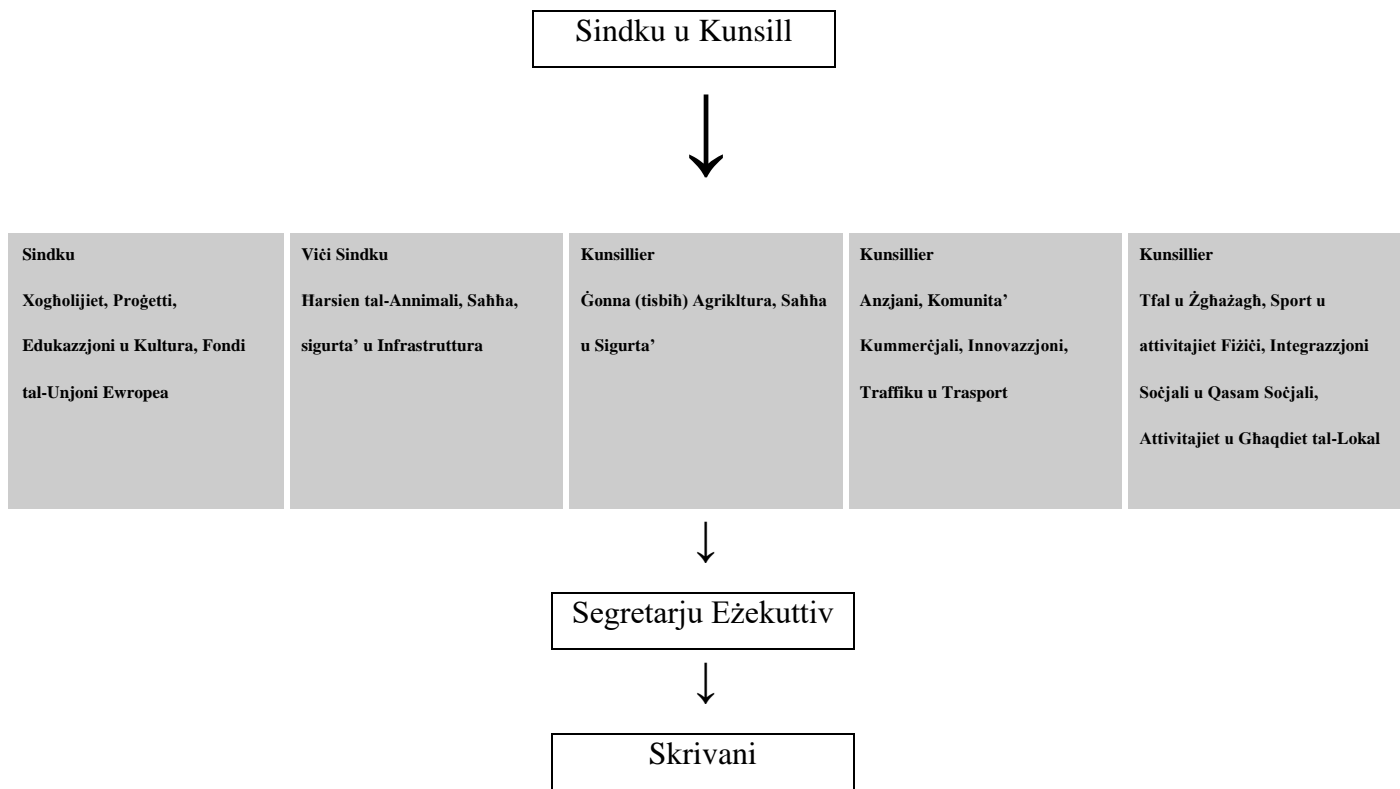 Sindku u Kunsill
Sindku
Xogħolijiet, Proġetti,
Edukazzjoni u Kultura, Fondi
tal-Unjoni Ewropea
Viċi Sindku
Ħarsien tal-Annimali, Saħħa,
sigurta’ u Infrastruttura
Kunsillier
Ġonna (tisbiħ) Agrikltura, Saħħa
u Sigurta’
Kunsillier
Anzjani, Komunita’
Kummerċjali, Innovazzjoni,
Traffiku u Trasport
Kunsillier
Tfal u Żgħażagħ, Sport u
attivitajiet Fiżiċi, Integrazzjoni
Soċjali u Qasam Soċjali,
Attivitajiet u Għaqdiet tal-Lokal
Segretarju Eżekuttiv
Skrivani